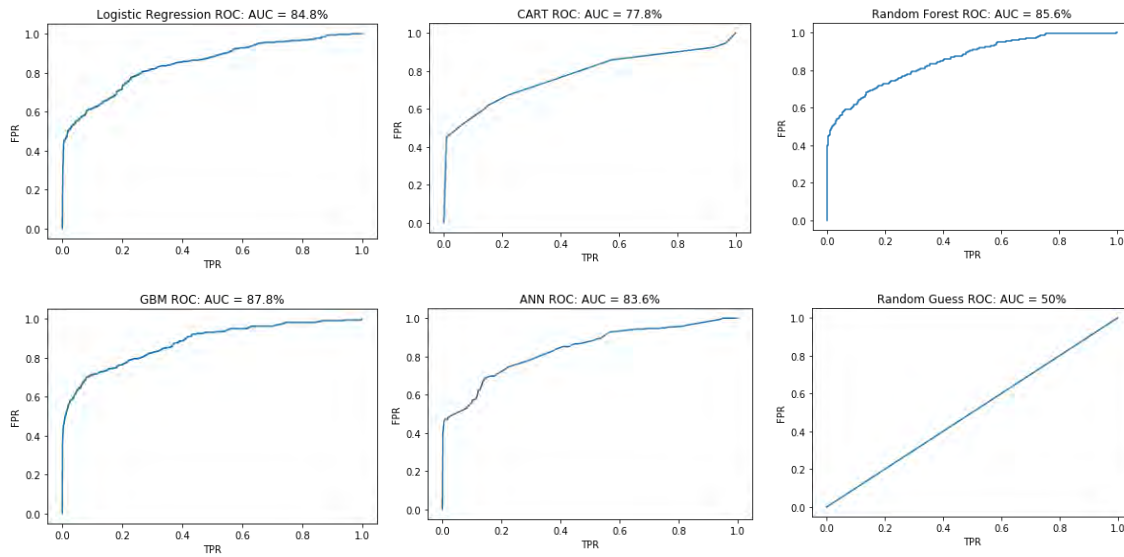 Logistic Regression ROC: AUC = 84.8%
1.0
0.8
0.6
0.4
0.2
0.0
FPR
0.0 0.2 0.4 0.6 0.8 1.0
TPR
CART ROC: AUC = 77.8%
1.0
0.8
0.6
0.4
0.2
0.0
FPR
0.0 0.2 0.4 0.6 0.8 1.0
TPR
Random Forest ROC: AUC = 85.6%
1.0
0.8
0.6
0.4
0.2
0.0
FPR
0.0 0.2 0.4 0.6 0.8 1.0
TPR
GBM ROC: AUC = 87.8%
1.0
0.8
0.6
0.4
0.2
0.0
FPR
0.0 0.2 0.4 0.6 0.8 1.0
TPR
ANN ROC: AUC = 83.6%
1.0
0.8
0.6
0.4
0.2
0.0
FPR
0.0 0.2 0.4 0.6 0.8 1.0
TPR
Random Guess ROC: AUC = 50%
1.0
0.8
0.6
0.4
0.2
0.0
FPR
0.0 0.2 0.4 0.6 0.8 1.0
TPR